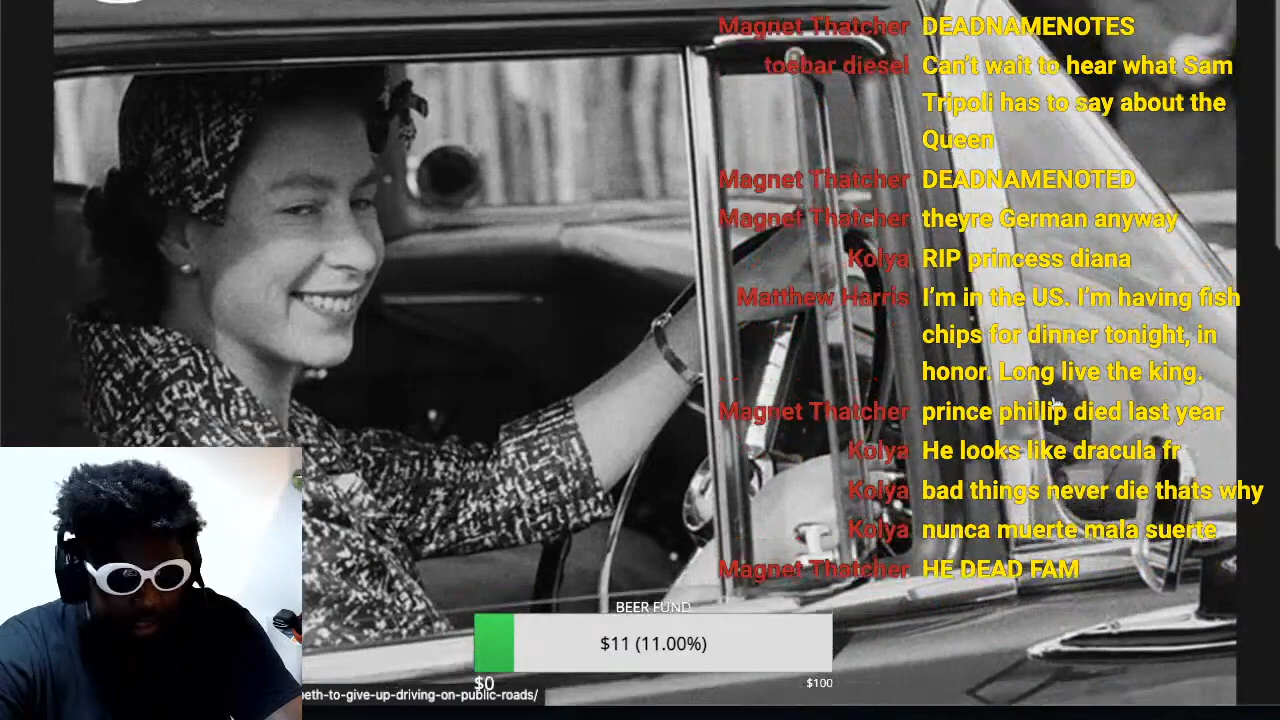 Magnet Thatcher DEADNAMENOTES
toebar diesel Can't wait to hear what Sam
Tripoli has to say about the
Queen
Magnet Thatcher DEADNAMENOTED
Magnet Thatcher theyre German anyway
Kolya RIP princess diana
Matthew Harris I'm in the US. I'm having fish
chips for dinner tonight, in
honor. Long live the king.
Magnet Thatcher prince phillip died last year
Kolya He looks like dracula fr
Kolya bad things never die thats why
Kolya nunca muerte mala suerte
Magnet Thatcher HE DEAD FAM
BEER FUND
$11 (11.00%)
$0
$100
eth-to-give-up-driving-on-public-roads/